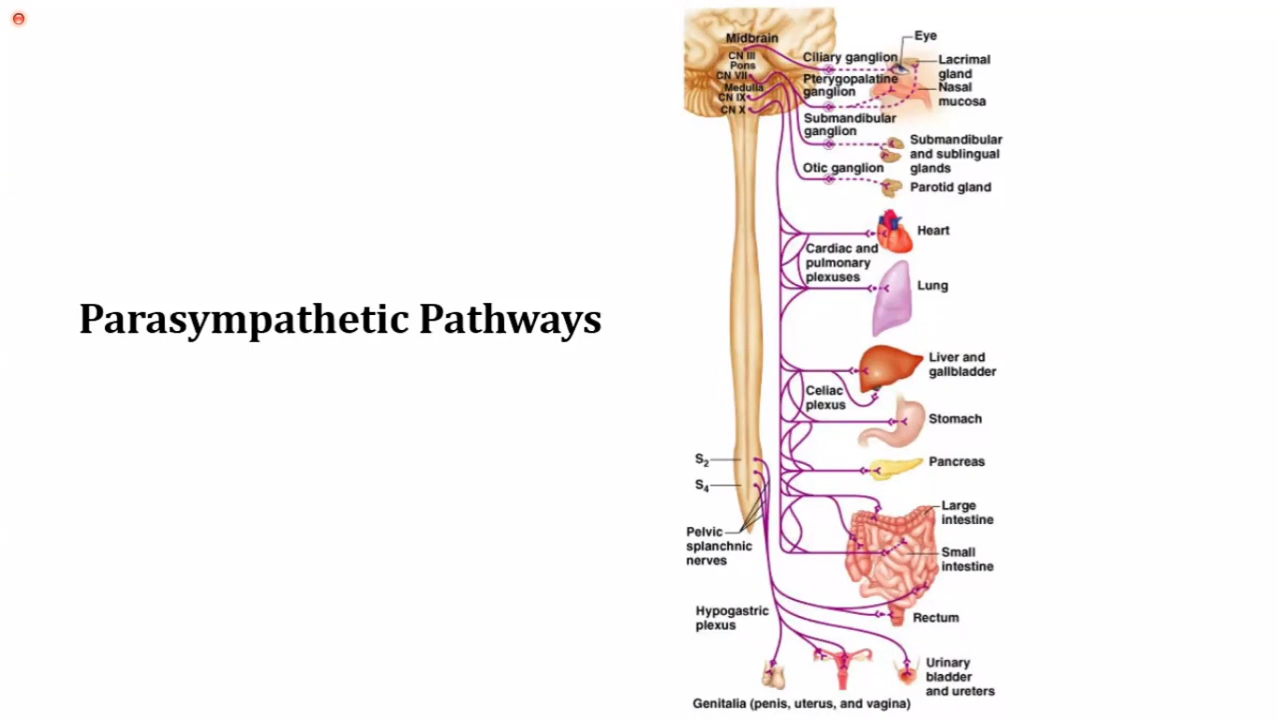 Parasympathetic Pathways
Midbrain
CN III
Pons
CN VII
Medulla
CN IX
CN X
Ciliary ganglion
Pterygopalatine
ganglion
Submandibular
ganglion
Otic ganglion
Eye
Lacrimal
gland
Nasal
mucosa
Submandibular
and sublingual
glands
Parotid gland
Heart
Cardiac and
pulmonary
plexuses
Lung
Liver and
gallbladder
Celiac
plexus
Stomach
Pancreas
S2
S4
Large
intestine
Pelvic
splanchnic
nerves
Small
intestine
Hypogastric
plexus
Rectum
Urinary
bladder
and ureters
Genitalia (penis, uterus, and vagina)